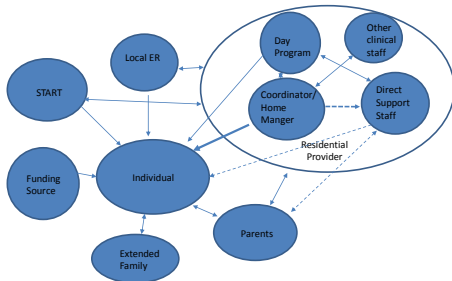 Day
Program
Other
clinical
staff
Local ER
START
Coordinator/
Home
Manger
Direct
Support
Staff
Residential
Provider
Individual
Funding
Source
Parents
Extended
Family